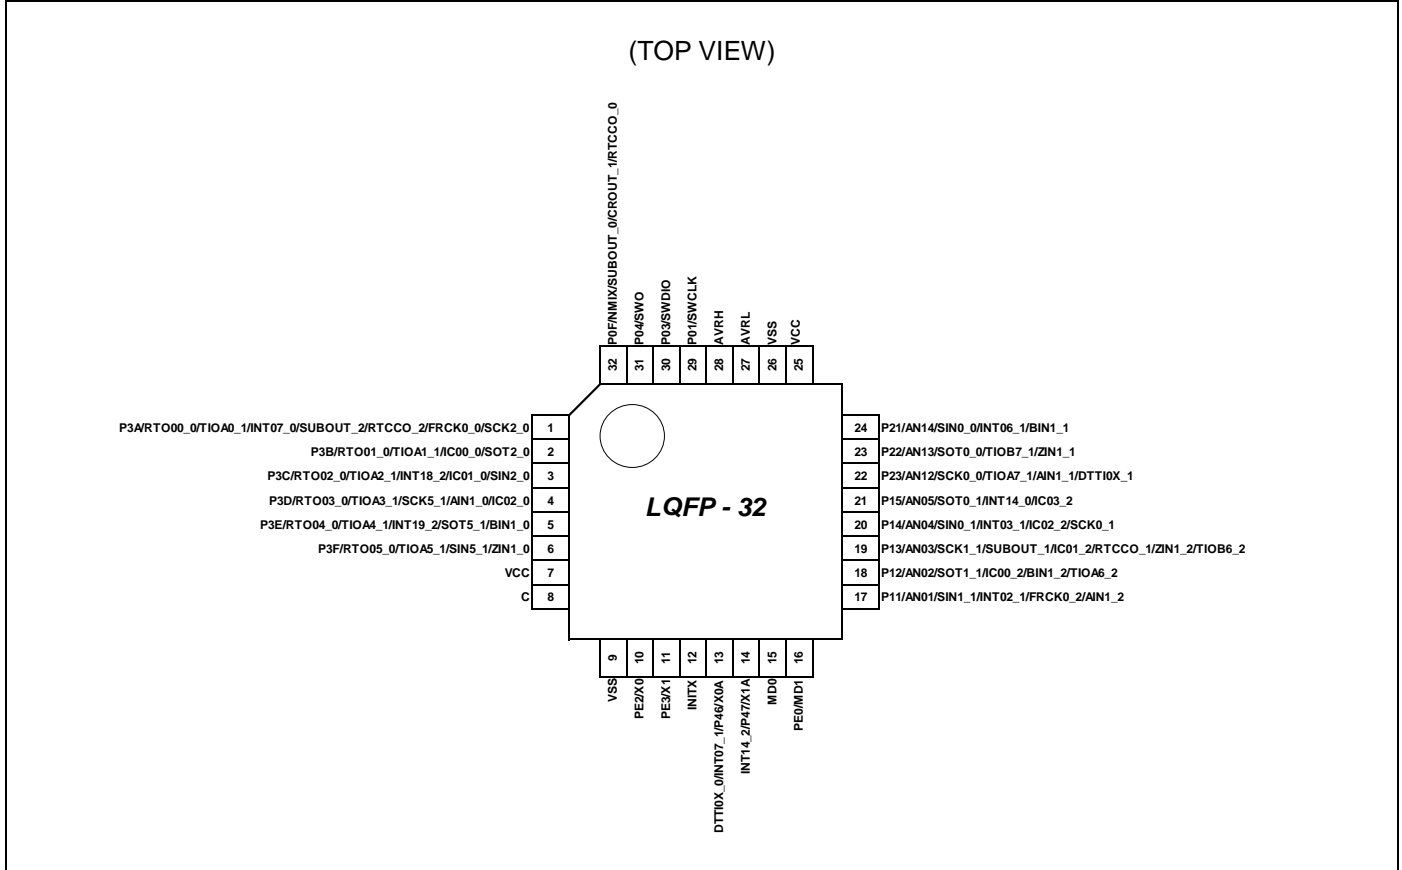 (TOP VIEW)
P0F/NMIX/SUBOUT_0/CROUT_1/RTCCO_0
P04/SWO
P03/SWDIO
P01/SWCLK
AVRH
AVRL
VSS
VCC
32
31
30
29
28
27
26
25
P3A/RTO00_0/TIOA0_1/INT07_0/SUBOUT_2/RTCCO_2/FRCK0_0/SCK2_0 1
P3B/RTO01_0/TIOA1_1/IC00_0/SOT2_0 2
P3C/RTO02_0/TIOA2_1/INT18_2/IC01_0/SIN2_0 3
P3D/RTO03_0/TIOA3_1/SCK5_1/AIN1_0/IC02_0 4
P3E/RTO04_0/TIOA4_1/INT19_2/SOT5_1/BIN1_0 5
P3F/RTO05_0/TIOA5_1/SIN5_1/ZIN1_0 6
VCC 7
C 8
LQFP - 32
24 P21/AN14/SIN0_0/INT06_1/BIN1_1
23 P22/AN13/SOT0_0/TIOB7_1/ZIN1_1
22 P23/AN12/SCK0_0/TIOA7_1/AIN1_1/DTTI0X_1
21 P15/AN05/SOT0_1/INT14_0/IC03_2
20 P14/AN04/SIN0_1/INT03_1/IC02_2/SCK0_1
19 P13/AN03/SCK1_1/SUBOUT_1/IC01_2/RTCCO_1/ZIN1_2/TIOB6_2
18 P12/AN02/SOT1_1/IC00_2/BIN1_2/TIOA6_2
17 P11/AN01/SIN1_1/INT02_1/FRCK0_2/AIN1_2
9
10
11
12
13
14
15
16
VSS
PE2/X0
PE3/X1
INITX
DTTI0X_0/INT07_1/P46/X0A
INT14_2/P47/X1A
MD0
PE0/MD1